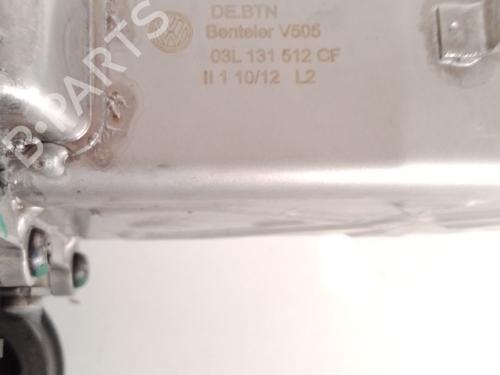 DE.BTN
Benteler V505
03L 131 512 CF
II 1 10/12 L2
B-PARTS